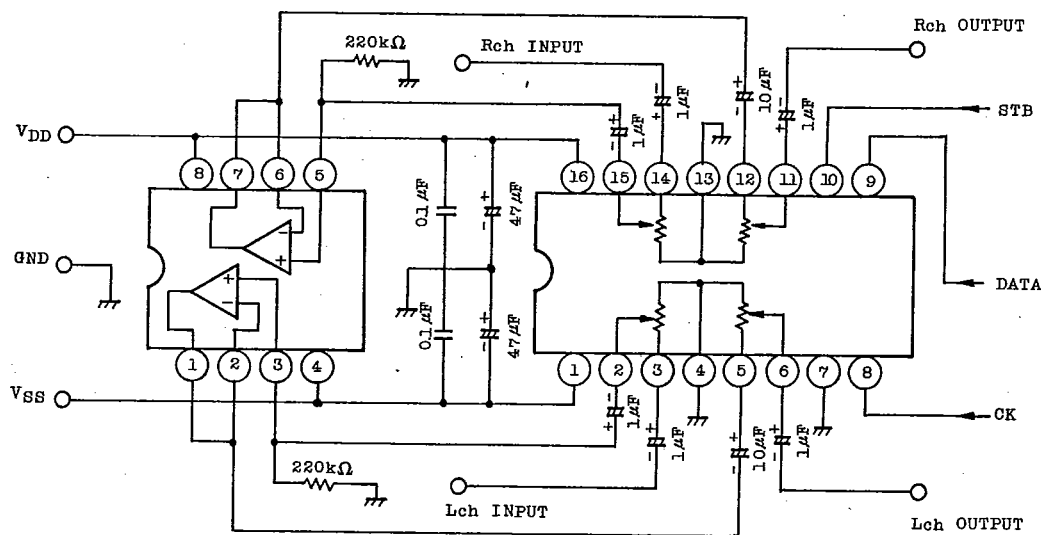 220kΩ
Rch INPUT
Rch OUTPUT
- +
1μF
- +
1μF
- +
10μF
+ -
1μF
STB
VDD
8
7
6
5
16
15
14
13
12
11
10
9
-
+
0.1μF
- +
47μF
GND
DATA
+
-
0.1μF
- +
47μF
1
2
3
4
1
2
3
4
5
6
7
8
VSS
+ -
1μF
- +
1μF
- +
10μF
- +
1μF
CK
220kΩ
Lch INPUT
Lch OUTPUT